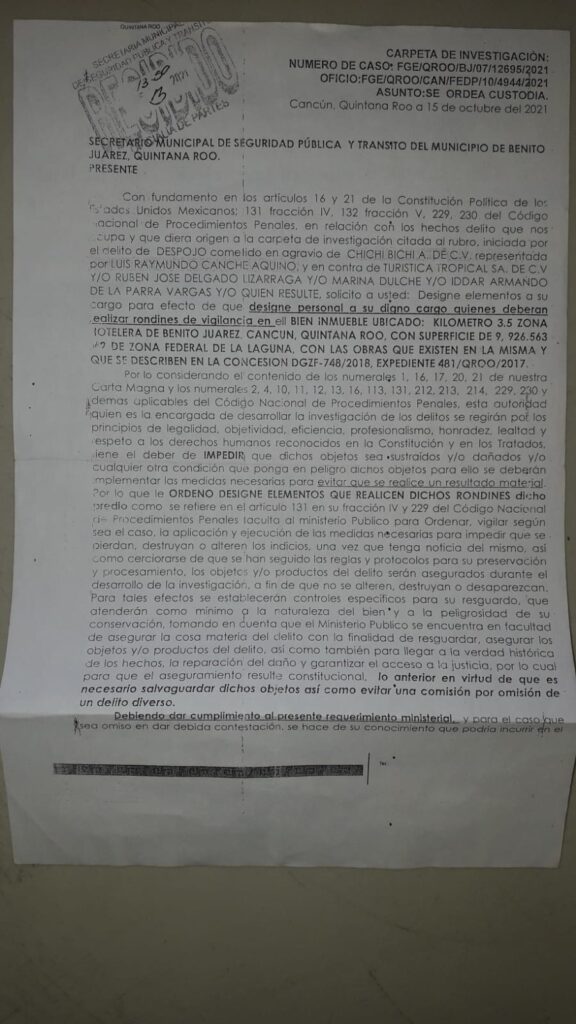 QUINTANA ROO
SECRETARIA MUNICIPAL
DE SEGURIDAD PÚBLICA Y TRANSITO
2021
13:50
DE PARTES
CARPETA DE INVESTIGACIÓN:
NUMERO DE CASO: FGE/QROO/BJ/07/12695/2021
OFICIO:FGE/QROO/CAN/FEDP/10/4944/2021
ASUNTO:SE ORDEA CUSTODIA.
Cancún, Quintana Roo a 15 de octubre del 2021
SECRETARIO MUNICIPAL DE SEGURIDAD PÚBLICA Y TRANSITO DEL MUNICIPIO DE BENITO
JUÁREZ, QUINTANA ROO.
PRESENTE
Con fundamento en los artículos 16 y 21 de la Constitución Política de los
Estados Unidos Mexicanos; 131 fracción IV, 132 fracción V, 229, 230 del Código
Nacional de Procedimientos Penales, en relación con los hechos delito que nos
ocupa y que diera origen a la carpeta de investigación citada al rubro, iniciada por
el delito de DESPOJO cometido en agravio de CHICHI BICHI A. DE C.V. representada
por LUIS RAYMUNDO CANCHE AQUINO, y en contra de TURISTICA TROPICAL SA. DE C.V
Y/O RUBEN JOSE DELGADO LIZARRAGA Y/O MARINA DULCHE Y/O IDDAR ARMANDO
DE LA PARRA VARGAS Y/O QUIEN RESULTE, solicito a usted: Designe elementos a su
cargo para efecto de que designe personal a su digno cargo quienes deberan
realizar rondines de vigilancia en ell BIEN INMUEBLE UBICADO: KILOMETRO 3.5 ZONA
HOTELERA DE BENITO JUAREZ, CANCUN, QUINTANA ROO, CON SUPERFICIE DE 9, 926.563
M² DE ZONA FEDERAL DE LA LAGUNA, CON LAS OBRAS QUE EXISTEN EN LA MISMA Y
QUE SE DESCRIBEN EN LA CONCESION DGZF-748/2018, EXPEDIENTE 481/QROO/2017.
Por lo considerando el contenido de los numerales 1, 16, 17, 20, 21 de nuestra
Carta Magna y los numerales 2, 4, 10, 11, 12, 13, 16, 113, 131, 212, 213, 214, 229, 230 y
demás aplicables del Código Nacional de Procedimientos Penales, esta autoridad
quien es la encargada de desarrollar la investigación de los delitos se regirán por los
principios de legalidad, objetividad, eficiencia, profesionalismo, honradez, lealtad y
respeto a los derechos humanos reconocidos en la Constitución y en los Tratados,
tiene el deber de IMPEDIR que dichos objetos sea sustraídos y/o dañados y/o
cualquier otra condición que ponga en peligro dichos objetos para ello se deberán
implementar las medidas necesarias para evitar que se realice un resultado material.
Por lo que le ORDENO DESIGNE ELEMENTOS QUE REALICEN DICHOS RONDINES dicho
predio como se refiere en el artículo 131 en su fracción IV y 229 del Código Nacional
de Procedimientos Penales faculta al ministerio Publico para Ordenar, vigilar según
sea el caso, la aplicación y ejecución de las medidas necesarias para impedir que se
pierdan, destruyan o alteren los indicios, una vez que tenga noticia del mismo, así
como cerciorarse de que se han seguido las reglas y protocolos para su preservación
y procesamiento, los objetos y/o productos del delito serán asegurados durante el
desarrollo de la investigación, a fin de que no se alteren, destruyan o desaparezcan.
Para tales efectos se establecerán controles específicos para su resguardo, que
atenderán como mínimo a la naturaleza del bien y a la peligrosidad de su
conservación, tomando en cuenta que el Ministerio Publico se encuentra en facultad
de asegurar la cosa materia del delito con la finalidad de resguardar, asegurar los
objetos y/o productos del delito, así como también para llegar a la verdad histórica
de los hechos, la reparación del daño y garantizar el acceso a la justicia, por lo cual
para que el aseguramiento resulte constitucional. lo anterior en virtud de que es
necesario salvaguardar dichos objetos así como evitar una comisión por omisión de
un delito diverso.
Debiendo dar cumplimiento al presente requerimiento ministerial, y para el caso que
sea omiso en dar debida contestación, se hace de su conocimiento que podría incurrir en el
Tel: